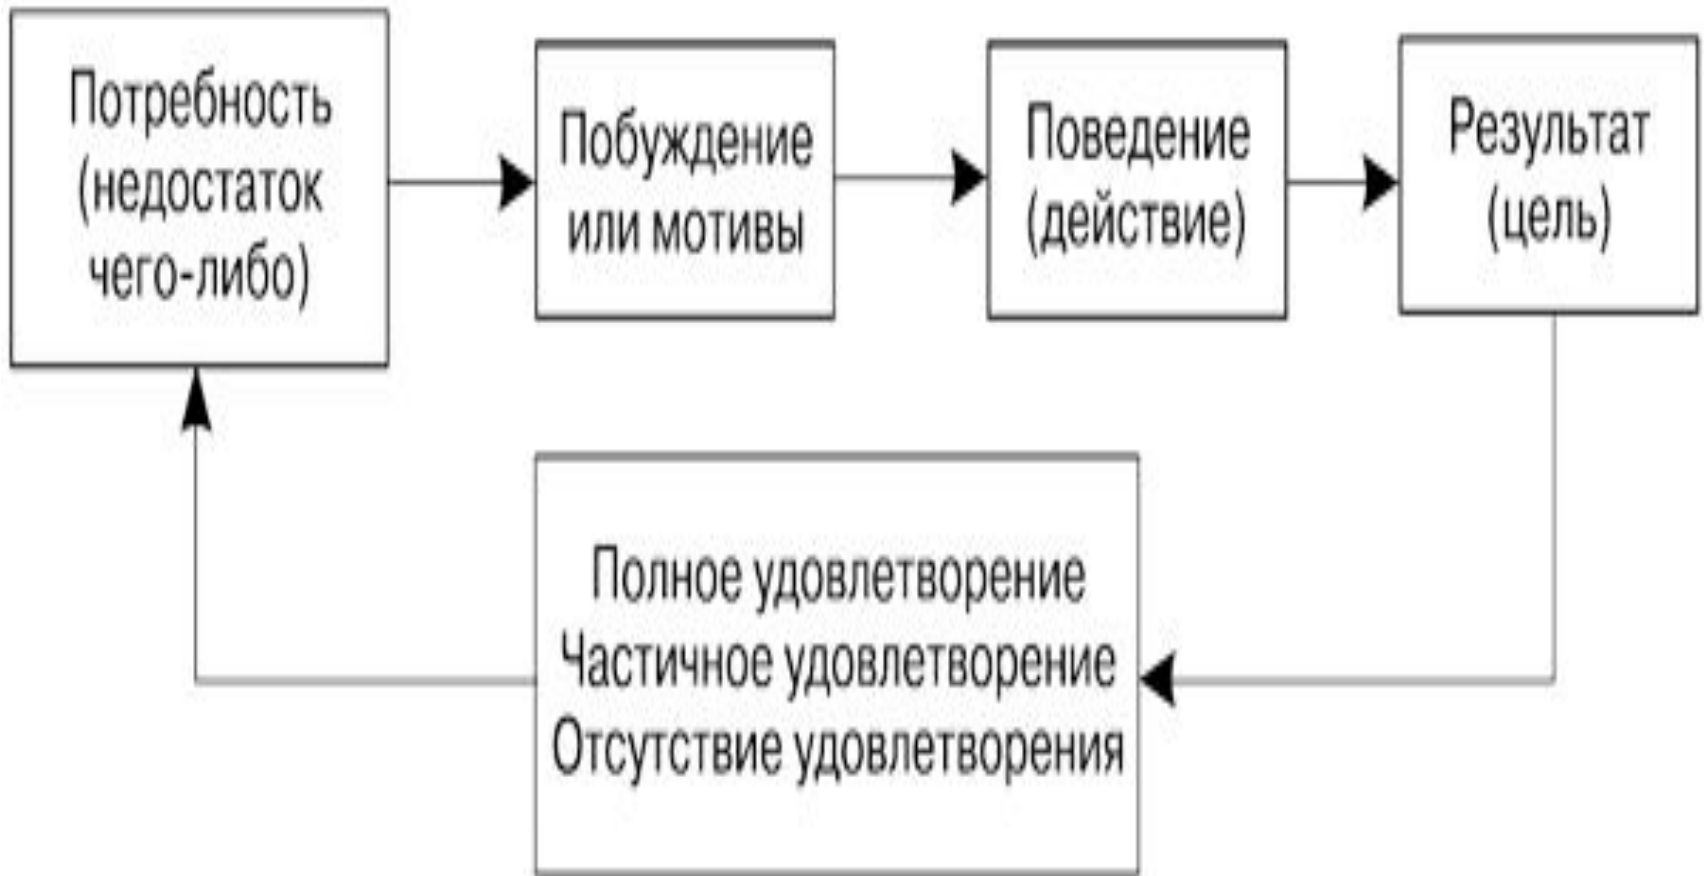 Потребность
(недостаток
чего-либо)
Побуждение
или мотивы
Поведение
(действие)
Результат
(цель)
Полное удовлетворение
Частичное удовлетворение
Отсутствие удовлетворения